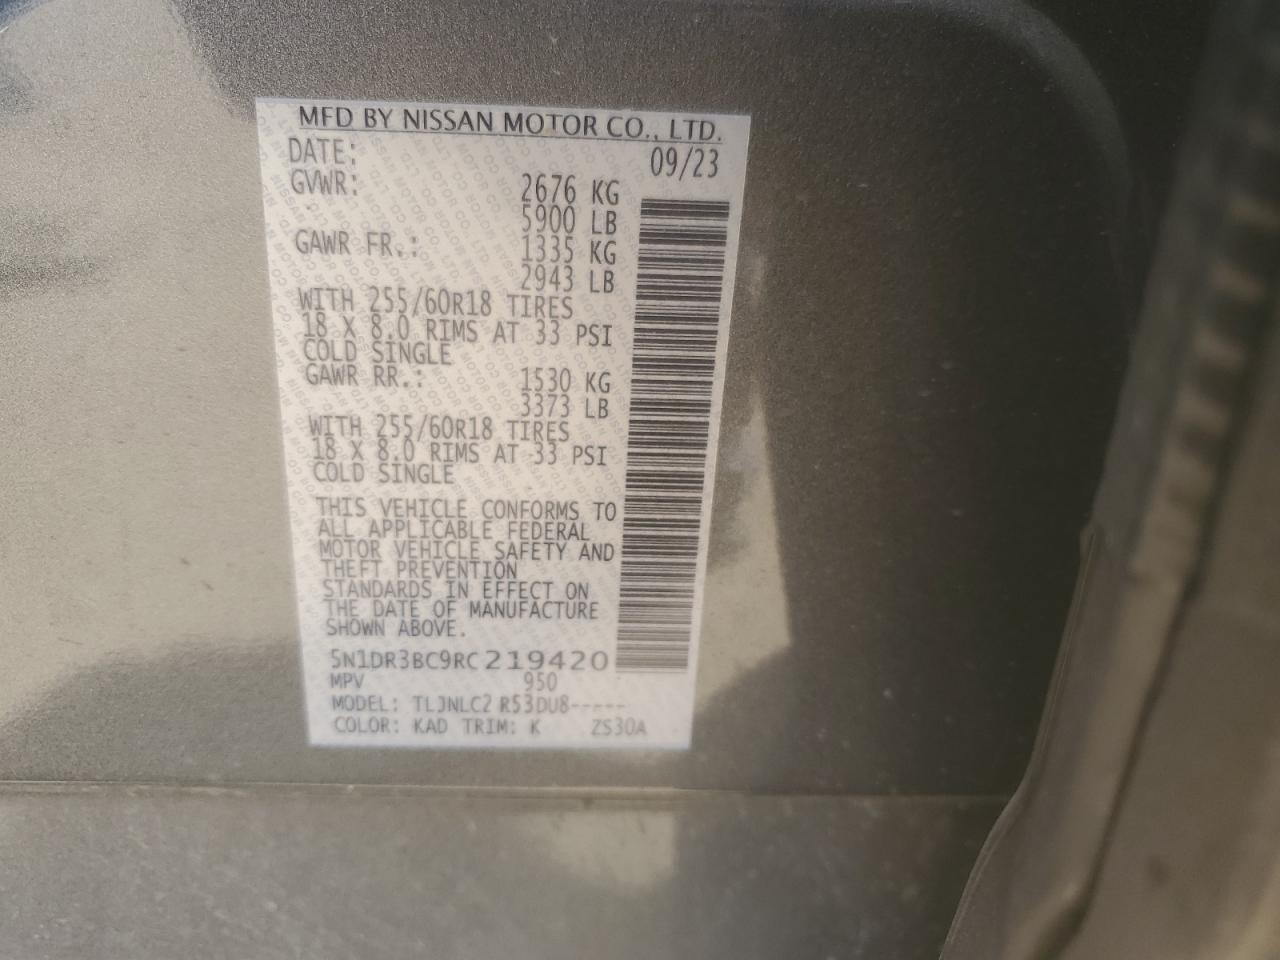 MFD BY NISSAN MOTOR CO., LTD.
DATE: 09/23
GVWR: 2676 KG
5900 LB
GAWR FR.: 1335 KG
2943 LB
WITH 255/60R18 TIRES
18 X 8.0 RIMS AT 33 PSI
COLD SINGLE
GAWR RR.: 1530 KG
3373 LB
WITH 255/60R18 TIRES
18 X 8.0 RIMS AT 33 PSI
COLD SINGLE
THIS VEHICLE CONFORMS TO
ALL APPLICABLE FEDERAL
MOTOR VEHICLE SAFETY AND
THEFT PREVENTION
STANDARDS IN EFFECT ON
THE DATE OF MANUFACTURE
SHOWN ABOVE.
5N1DR3BC9RC219420
MPV 950
MODEL: TLJNLC2 R53DU8-----
COLOR: KAD TRIM: K ZS30A